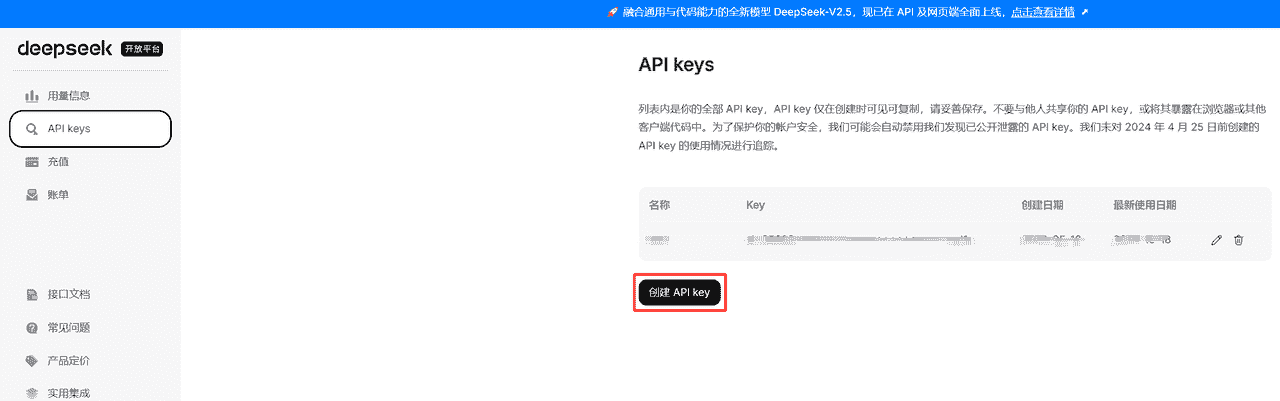 🚀 融合通用与代码能力的全新模型 DeepSeek-V2.5，现已在 API 及网页端全面上线，点击查看详情 ↗
deepseek 开放平台
用量信息
API keys
充值
账单
接口文档
常见问题
产品定价
实用集成
API keys
列表内是你的全部 API key，API key 仅在创建时可见可复制，请妥善保存。不要与他人共享你的 API key，或将其暴露在浏览器或其他
客户端代码中。为了保护你的帐户安全，我们可能会自动禁用我们发现已公开泄露的 API key。我们未对 2024 年 4 月 25 日前创建的
API key 的使用情况进行追踪。
名称 Key 创建日期 最新使用日期
创建 API key